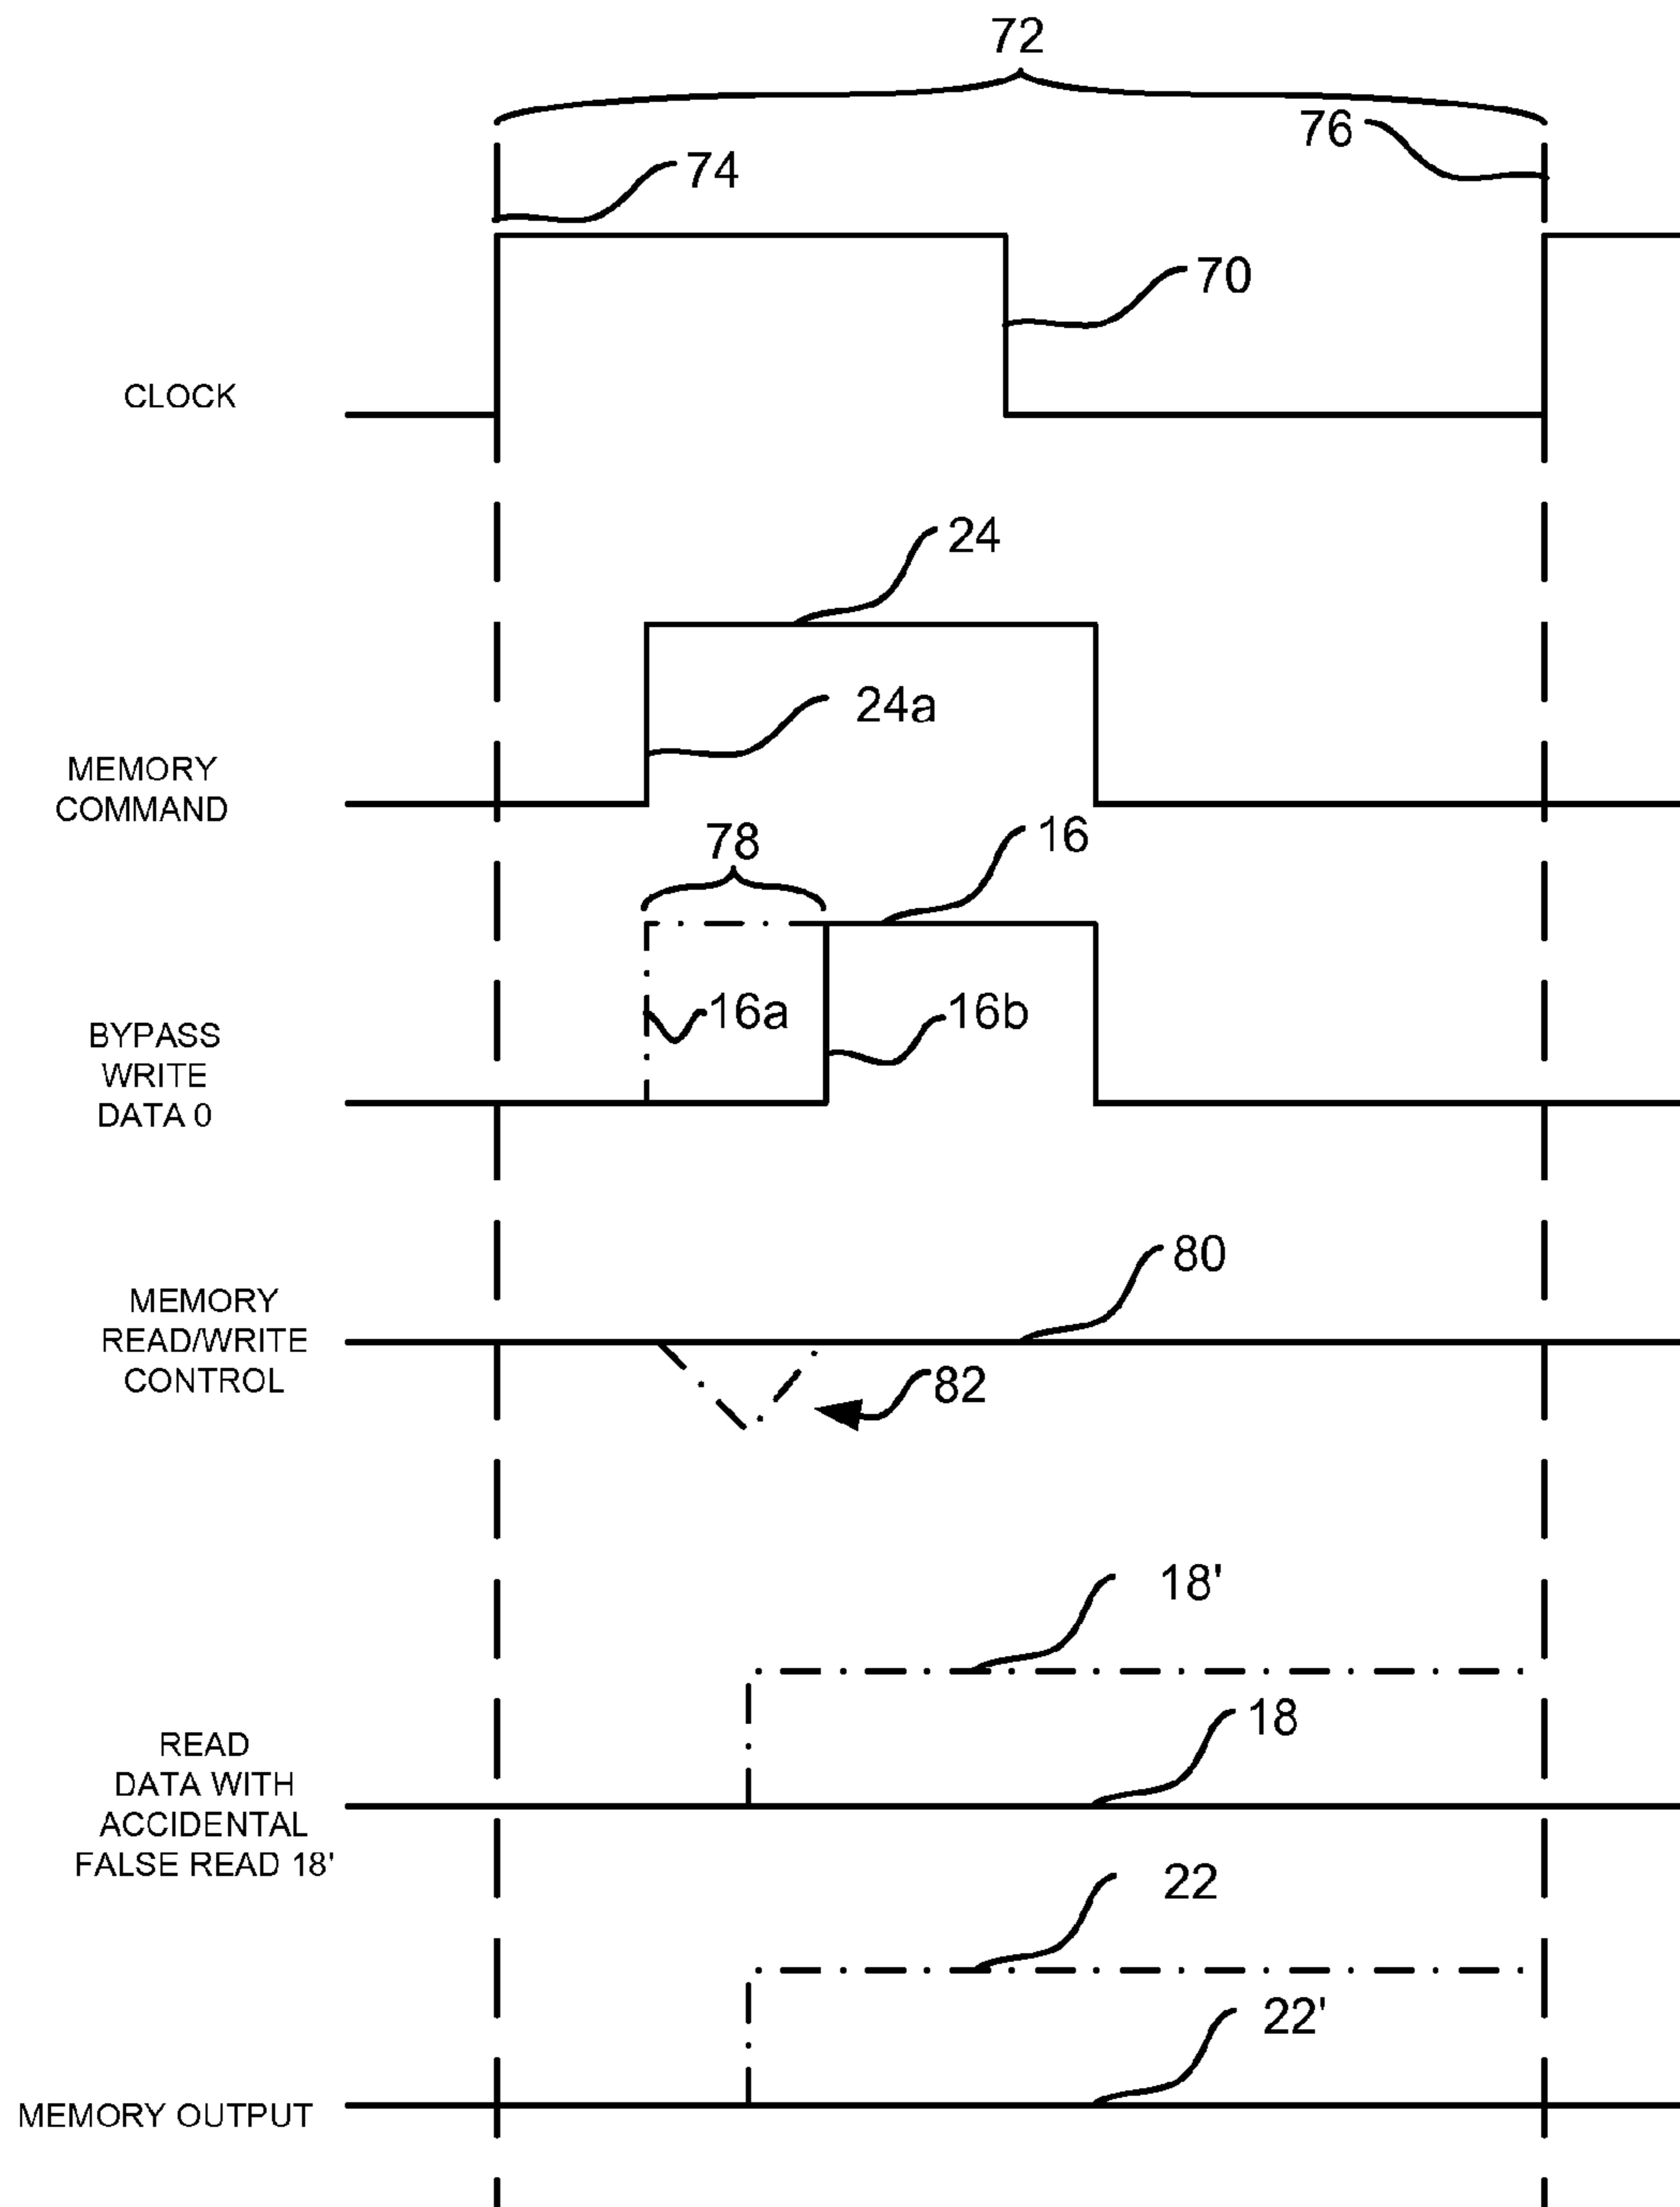 72
76
74
70
CLOCK
24
24a
MEMORY
COMMAND
78
16
16a
16b
BYPASS
WRITE
DATA 0
80
MEMORY
READ/WRITE
CONTROL
82
18'
18
READ
DATA WITH
ACCIDENTAL
FALSE READ 18'
22
22'
MEMORY OUTPUT